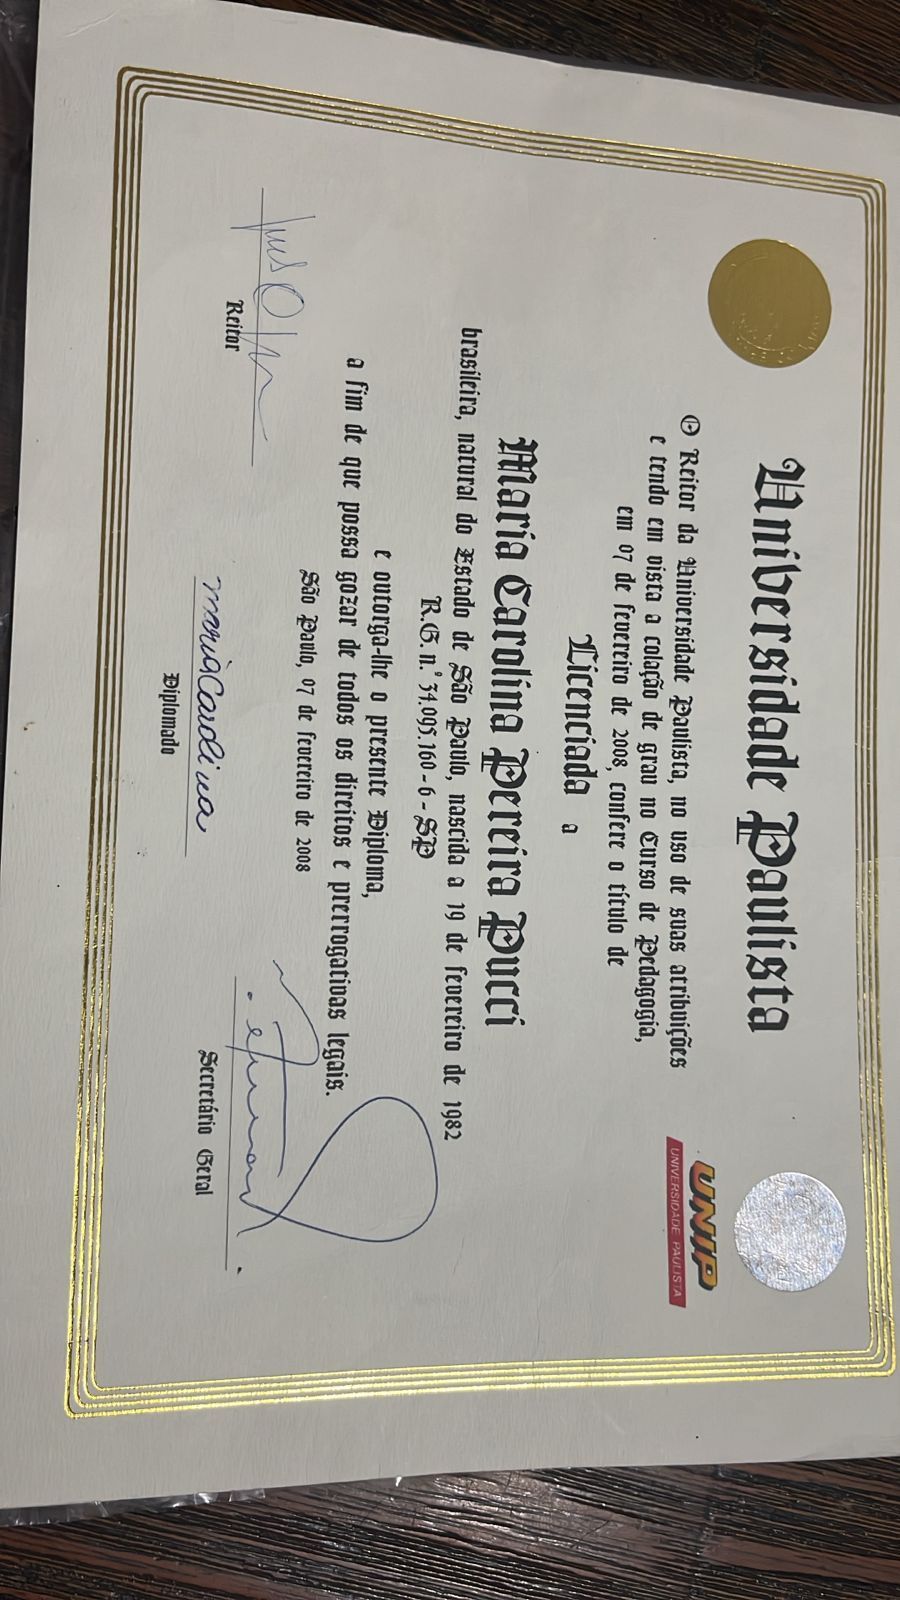 Universidade Paulista
UNIP
UNIVERSIDADE PAULISTA
O Reitor da Universidade Paulista, no uso de suas atribuições
e tendo em vista a colação de grau no Curso de Pedagogia,
em 07 de fevereiro de 2008, confere o título de
Licenciada a
Maria Carolina Pereira Pucci
brasileira, natural do Estado de São Paulo, nascida a 19 de fevereiro de 1982
R.G. n.º 34.095.160-6-SP
e outorga-lhe o presente Diploma,
a fim de que possa gozar de todos os direitos e prerrogativas legais.
São Paulo, 07 de fevereiro de 2008
Reitor
Maria Carolina
Diplomado
Secretário Geral